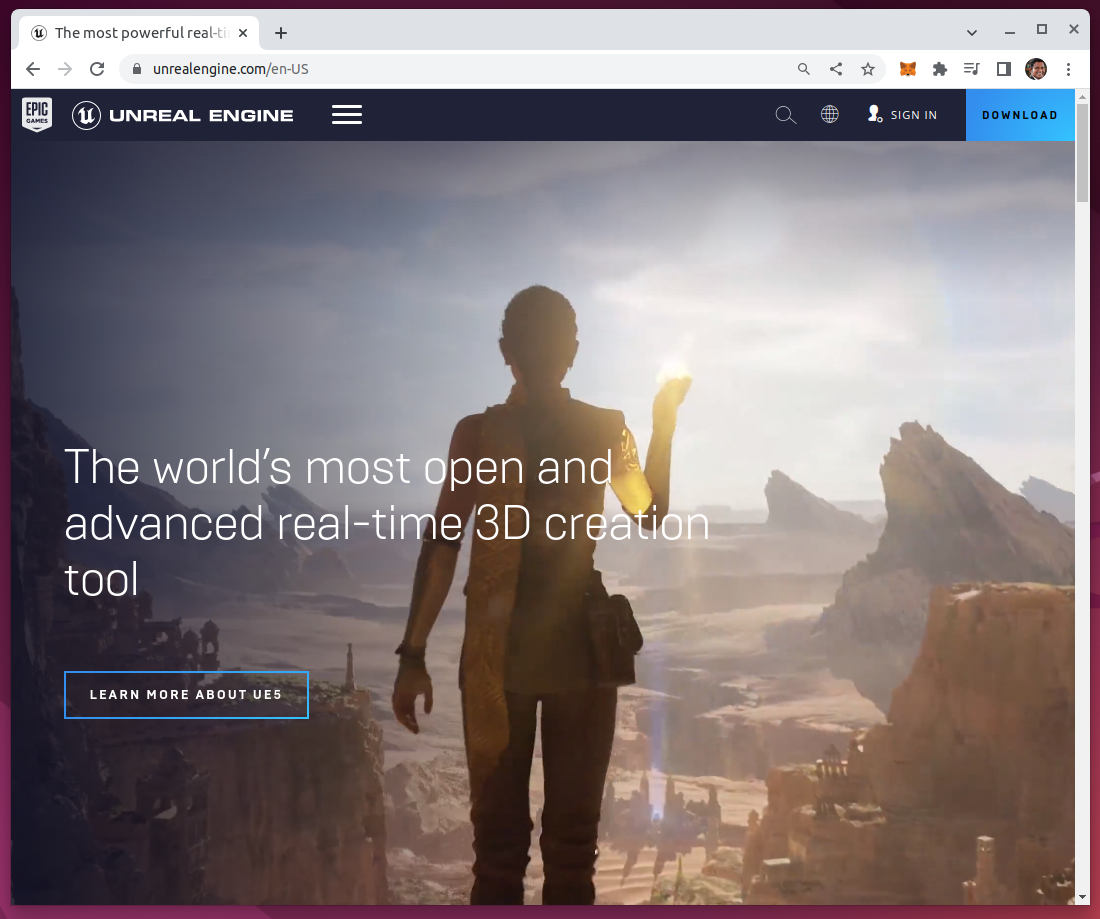 The most powerful real-ti
unrealengine.com/en-US
EPIC
GAMES
UNREAL ENGINE
SIGN IN
DOWNLOAD
The world’s most open and
advanced real-time 3D creation
tool
LEARN MORE ABOUT UE5